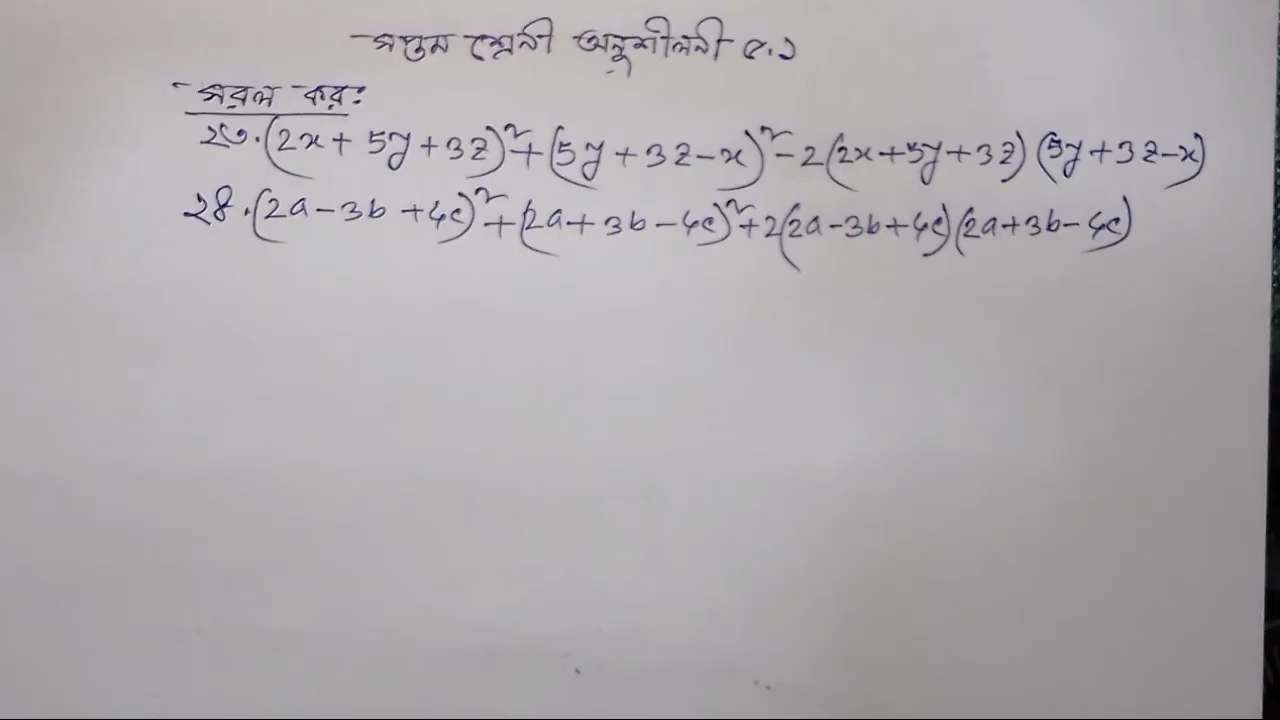 সপ্তম শ্রেনী অনুশীলনী ৫.১
সরল কর:
২৩. (2x + 5y + 3z)² + (5y + 3z - x)² - 2(2x + 5y + 3z) (5y + 3z - x)
২৪. (2a - 3b + 4c)² + (2a + 3b - 4c)² + 2(2a - 3b + 4c)(2a + 3b - 4c)